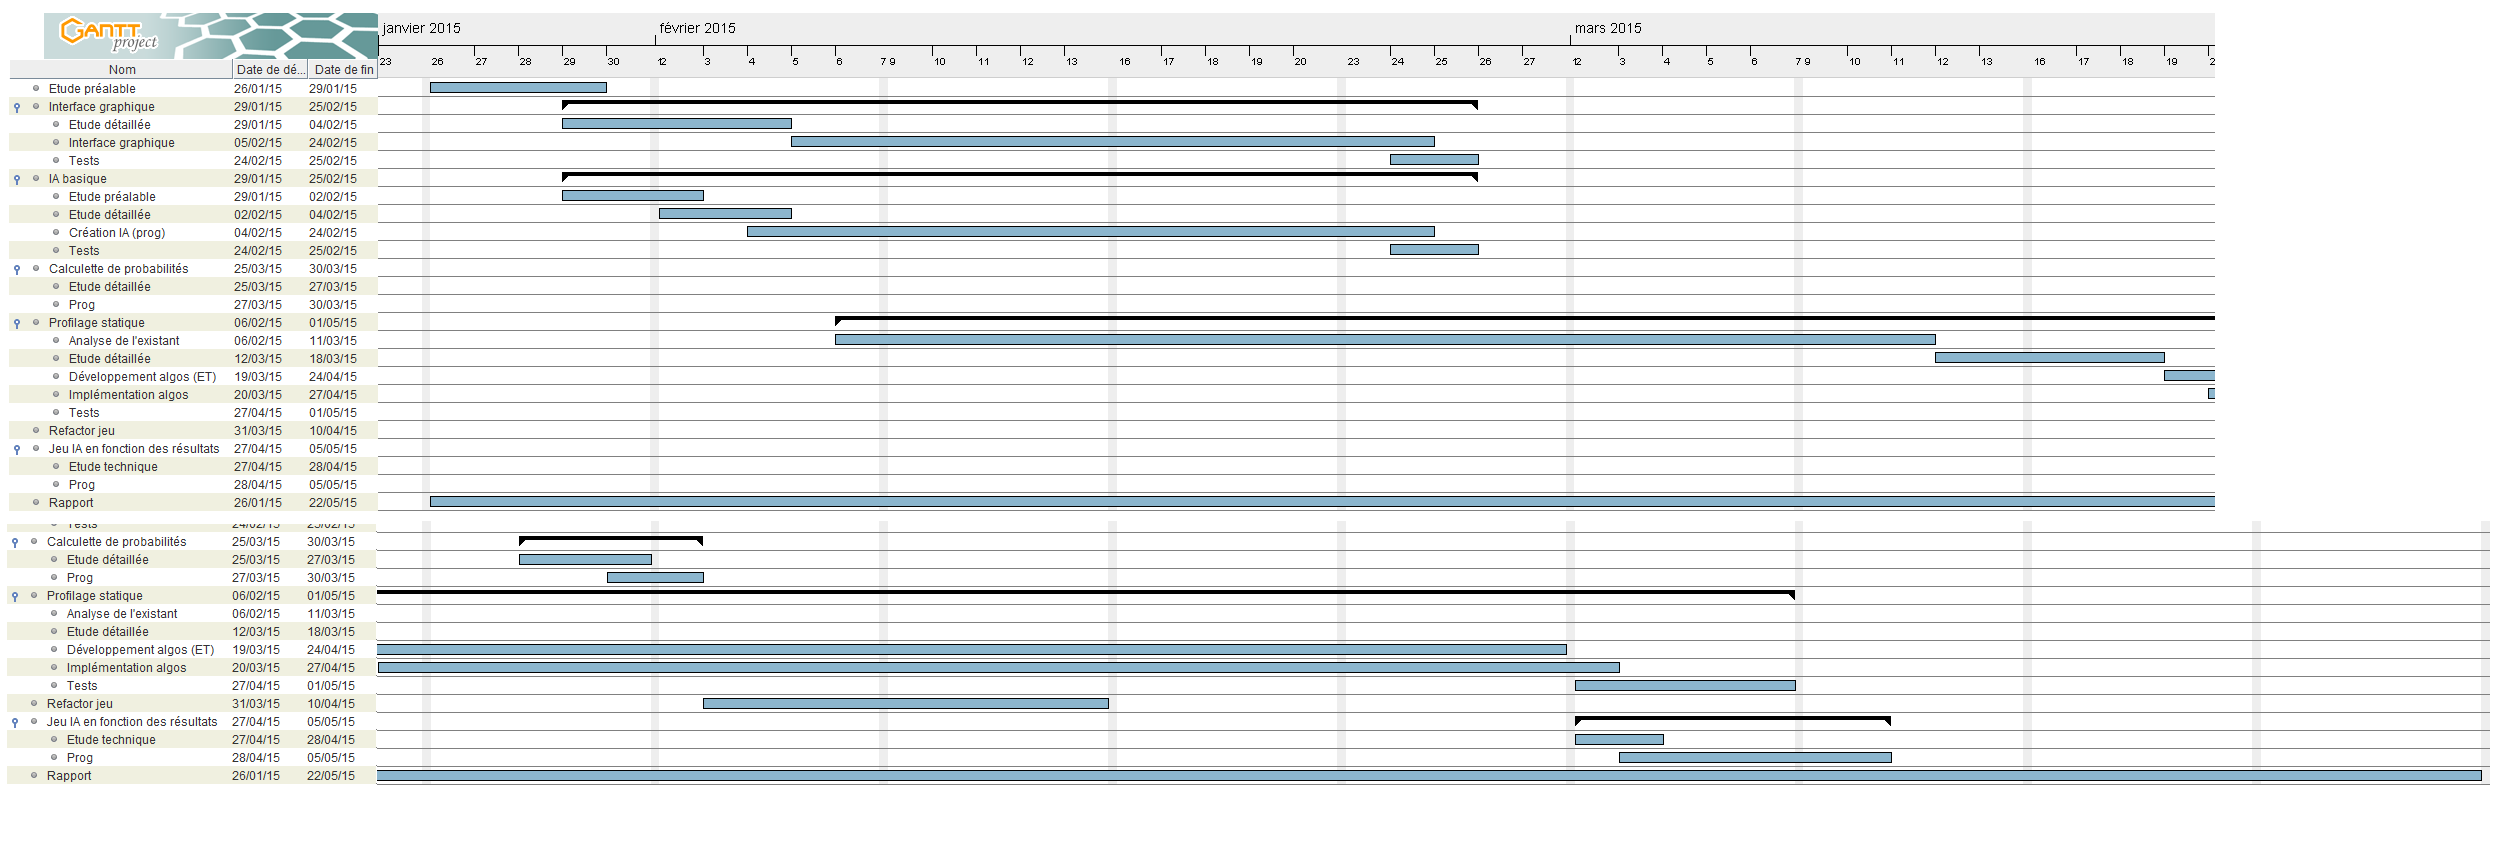 GANTT project
janvier 2015 février 2015 mars 2015
Nom Date de dé... Date de fin 23 26 27 28 29 30 12 3 4 5 6 7 9 10 11 12 13 16 17 18 19 20 23 24 25 26 27 12 3 4 5 6 7 9 10 11 12 13 16 17 18 19 2
Etude préalable 26/01/15 29/01/15
Interface graphique 29/01/15 25/02/15
Etude détaillée 29/01/15 04/02/15
Interface graphique 05/02/15 24/02/15
Tests 24/02/15 25/02/15
IA basique 29/01/15 25/02/15
Etude préalable 29/01/15 02/02/15
Etude détaillée 02/02/15 04/02/15
Création IA (prog) 04/02/15 24/02/15
Tests 24/02/15 25/02/15
Calculette de probabilités 25/03/15 30/03/15
Etude détaillée 25/03/15 27/03/15
Prog 27/03/15 30/03/15
Profilage statique 06/02/15 01/05/15
Analyse de l'existant 06/02/15 11/03/15
Etude détaillée 12/03/15 18/03/15
Développement algos (ET) 19/03/15 24/04/15
Implémentation algos 20/03/15 27/04/15
Tests 27/04/15 01/05/15
Refactor jeu 31/03/15 10/04/15
Jeu IA en fonction des résultats 27/04/15 05/05/15
Etude technique 27/04/15 28/04/15
Prog 28/04/15 05/05/15
Rapport 26/01/15 22/05/15
Tests 24/02/15 25/02/15
Calculette de probabilités 25/03/15 30/03/15
Etude détaillée 25/03/15 27/03/15
Prog 27/03/15 30/03/15
Profilage statique 06/02/15 01/05/15
Analyse de l'existant 06/02/15 11/03/15
Etude détaillée 12/03/15 18/03/15
Développement algos (ET) 19/03/15 24/04/15
Implémentation algos 20/03/15 27/04/15
Tests 27/04/15 01/05/15
Refactor jeu 31/03/15 10/04/15
Jeu IA en fonction des résultats 27/04/15 05/05/15
Etude technique 27/04/15 28/04/15
Prog 28/04/15 05/05/15
Rapport 26/01/15 22/05/15